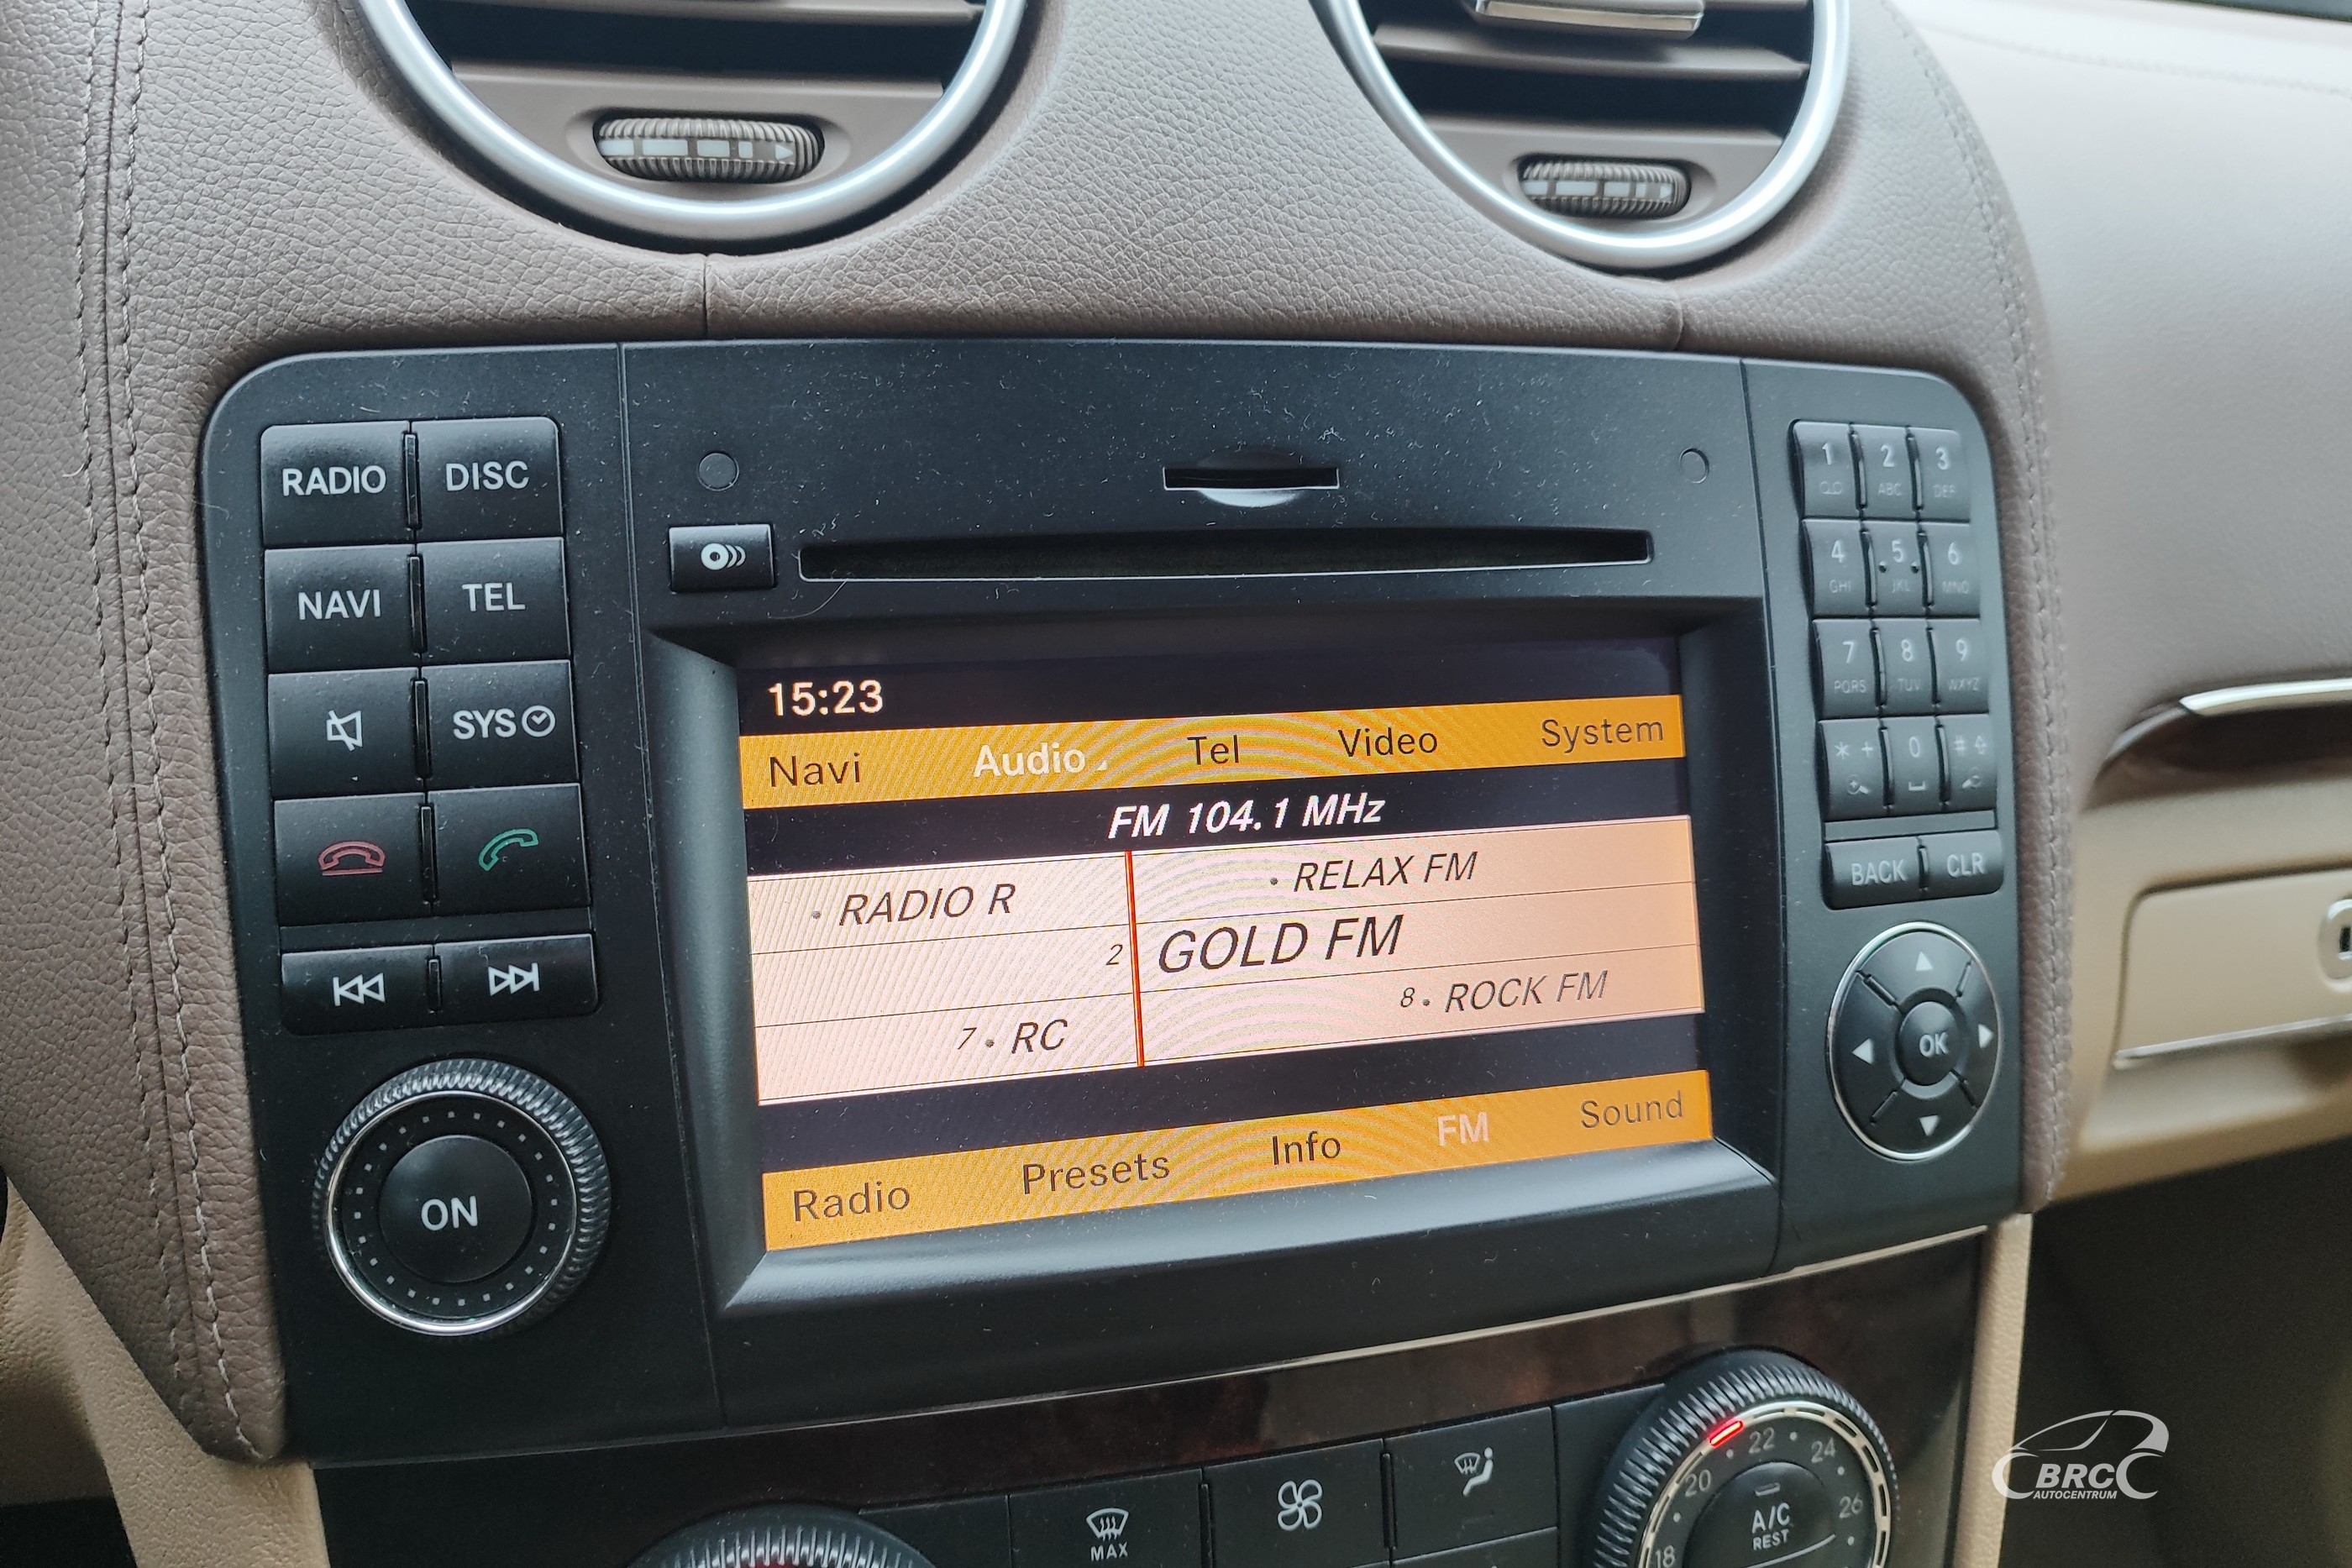 RADIO DISC
NAVI TEL
SYS
ON
15:23
Navi Audio Tel Video System
FM 104.1 MHz
· RADIO R · RELAX FM
2 GOLD FM
7 · RC 8 · ROCK FM
Radio Presets Info FM Sound
1 2 3
ABC DEF
4 5 6
GHI JKL MNO
7 8 9
PQRS TUV WXYZ
* + 0 #
BACK CLR
OK
MAX
18 20 22 24 26
A/C
REST
BRC
AUTOCENTRUM